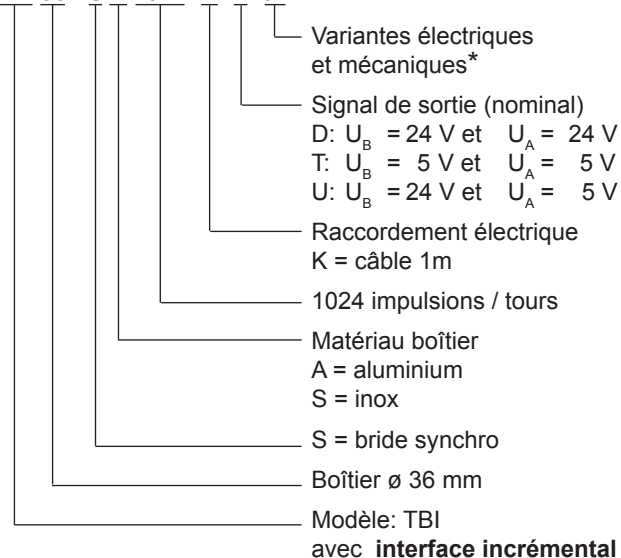 Variantes électriques
et mécaniques*
Signal de sortie (nominal)
D: U_B = 24 V et U_A = 24 V
T: U_B = 5 V et U_A = 5 V
U: U_B = 24 V et U_A = 5 V
Raccordement électrique
K = câble 1m
1024 impulsions / tours
Matériau boîtier
A = aluminium
S = inox
S = bride synchro
Boîtier ø 36 mm
Modèle: TBI
avec interface incrémental